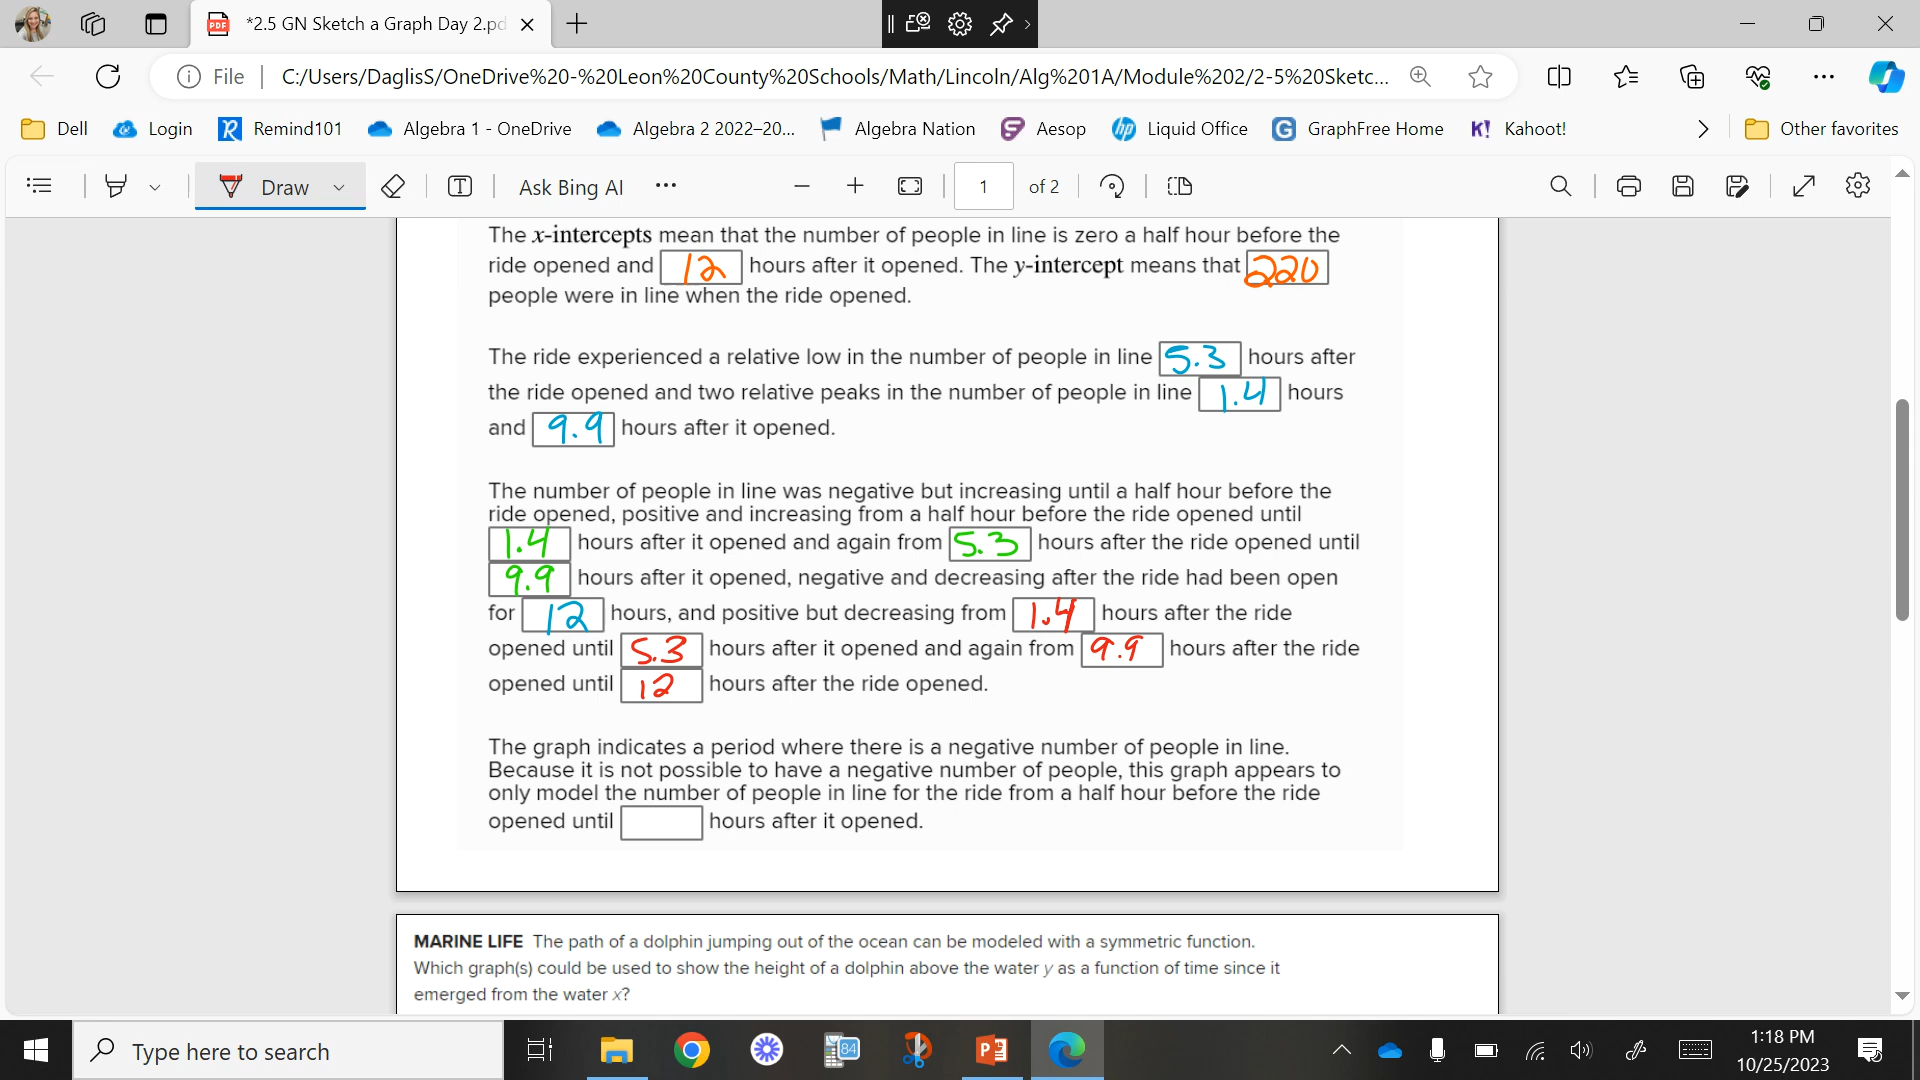 *2.5 GN Sketch a Graph Day 2.pd
File
C:/Users/DaglisS/OneDrive%20-%20Leon%20County%20Schools/Math/Lincoln/Alg%201A/Module%202/2-5%20Sketc...
Dell Login Remind101 Algebra 1 - OneDrive Algebra 2 2022–20... Algebra Nation Aesop Liquid Office GraphFree Home Kahoot! Other favorites
Draw Ask Bing AI 1 of 2
The x-intercepts mean that the number of people in line is zero a half hour before the
ride opened and 12 hours after it opened. The y-intercept means that 220
people were in line when the ride opened.
The ride experienced a relative low in the number of people in line 5.3 hours after
the ride opened and two relative peaks in the number of people in line 1.4 hours
and 9.9 hours after it opened.
The number of people in line was negative but increasing until a half hour before the
ride opened, positive and increasing from a half hour before the ride opened until
1.4 hours after it opened and again from 5.3 hours after the ride opened until
9.9 hours after it opened, negative and decreasing after the ride had been open
for 12 hours, and positive but decreasing from 1.4 hours after the ride
opened until 5.3 hours after it opened and again from 9.9 hours after the ride
opened until 12 hours after the ride opened.
The graph indicates a period where there is a negative number of people in line.
Because it is not possible to have a negative number of people, this graph appears to
only model the number of people in line for the ride from a half hour before the ride
opened until hours after it opened.
MARINE LIFE The path of a dolphin jumping out of the ocean can be modeled with a symmetric function.
Which graph(s) could be used to show the height of a dolphin above the water y as a function of time since it
emerged from the water x?
Type here to search
84
1:18 PM
10/25/2023